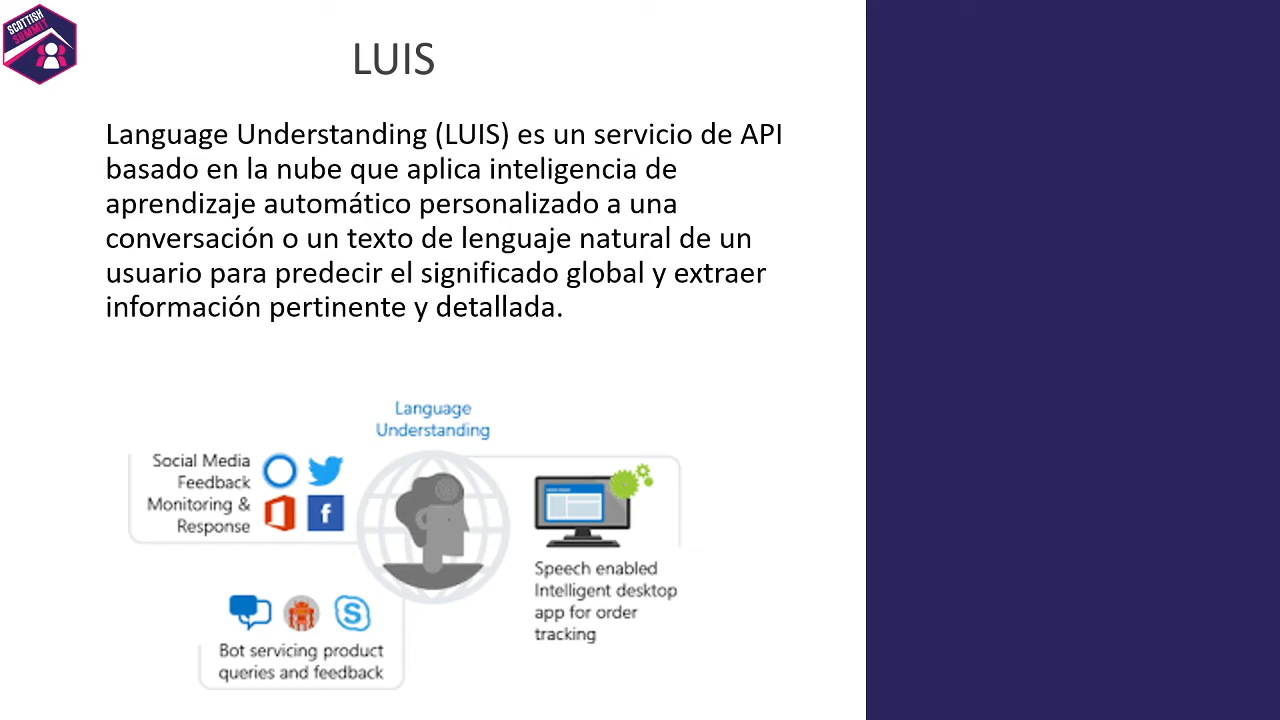 SCOTTISH
SUMMIT
LUIS
Language Understanding (LUIS) es un servicio de API
basado en la nube que aplica inteligencia de
aprendizaje automático personalizado a una
conversación o un texto de lenguaje natural de un
usuario para predecir el significado global y extraer
información pertinente y detallada.
Language
Understanding
Social Media
Feedback
Monitoring &
Response
Speech enabled
Intelligent desktop
app for order
tracking
Bot servicing product
queries and feedback